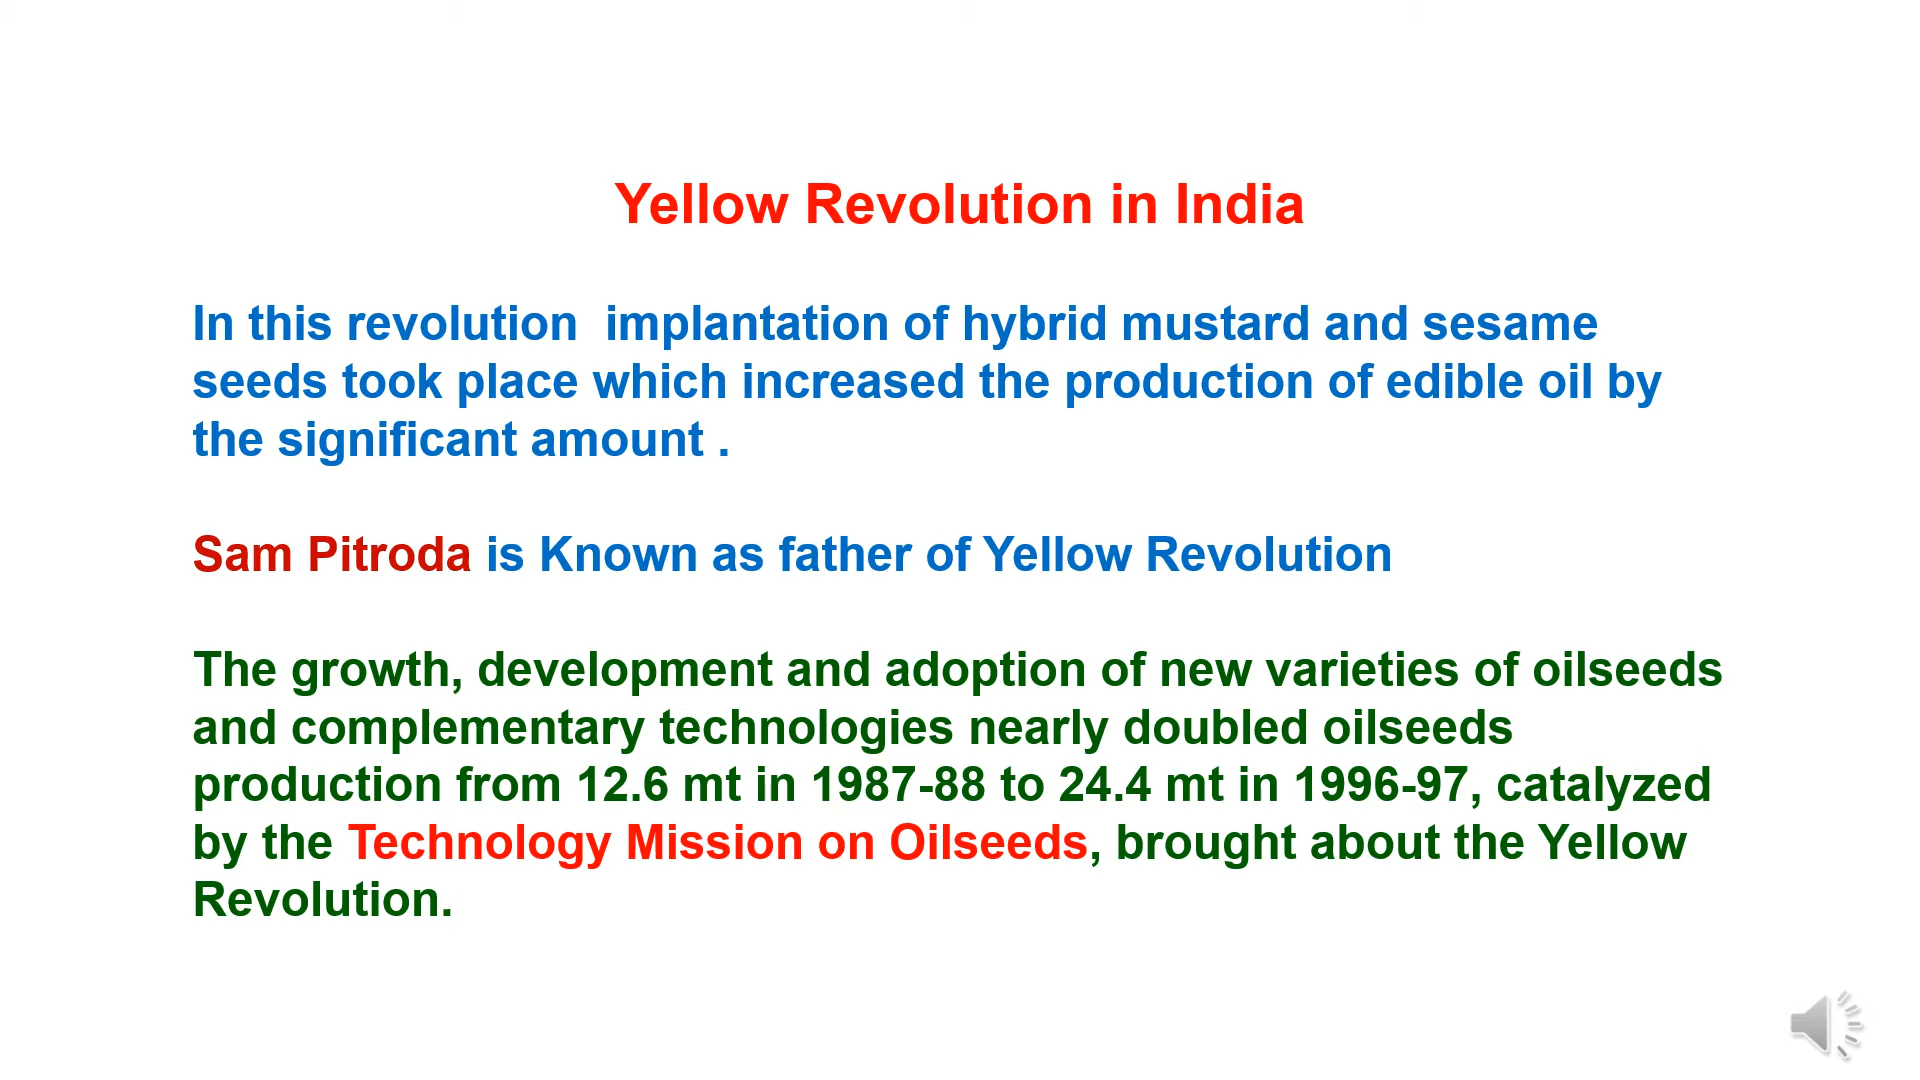 Yellow Revolution in India
In this revolution  implantation of hybrid mustard and sesame
seeds took place which increased the production of edible oil by
the significant amount .
Sam Pitroda is Known as father of Yellow Revolution
The growth, development and adoption of new varieties of oilseeds
and complementary technologies nearly doubled oilseeds
production from 12.6 mt in 1987-88 to 24.4 mt in 1996-97, catalyzed
by the Technology Mission on Oilseeds, brought about the Yellow
Revolution.